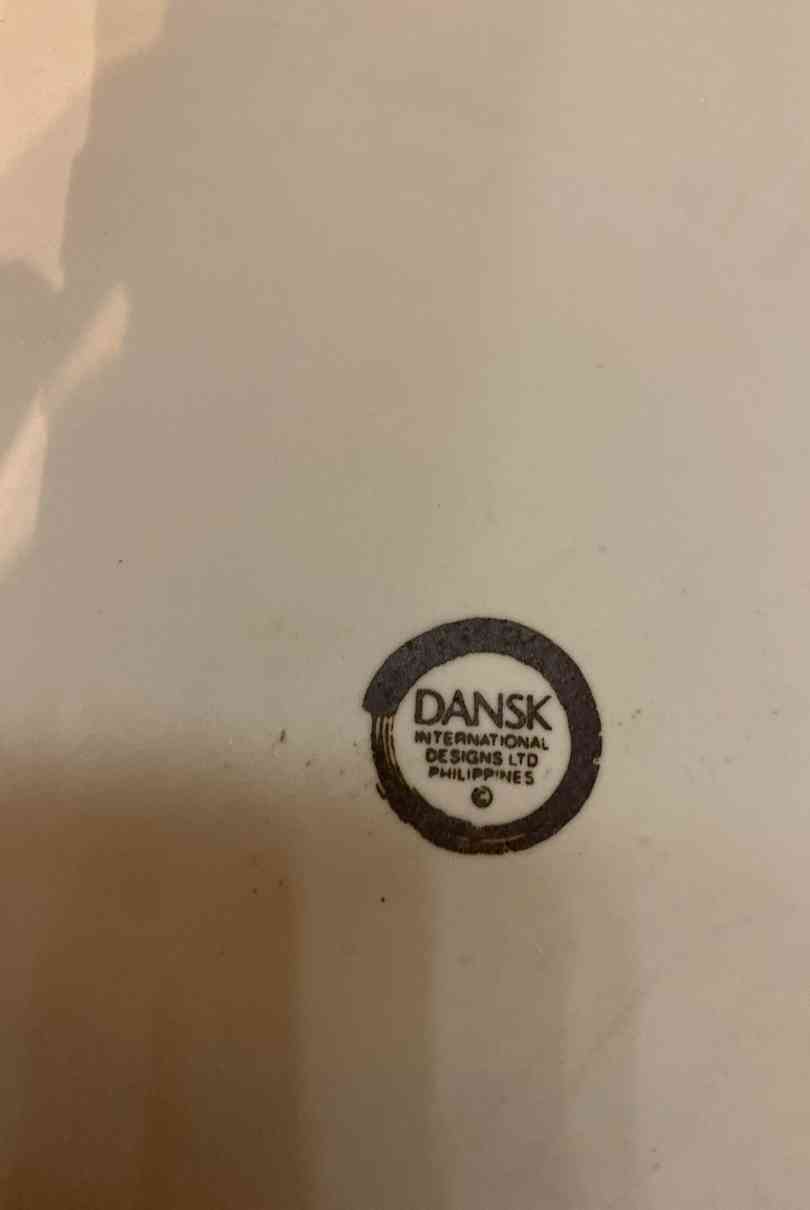 DANSK
INTERNATIONAL
DESIGNS LTD
PHILIPPINES
©